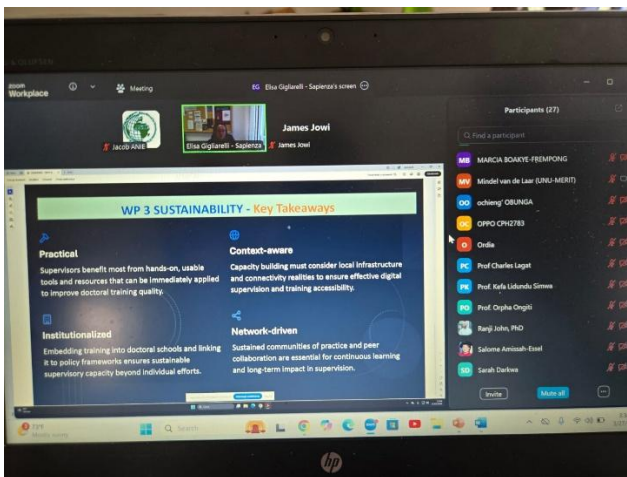 zoom
Workplace
Meeting
EG Elisa Gigliarelli - Sapienza's screen
Participants (27)
Find a participant
Jacob ANIE
Elisa Gigliarelli - Sapienza
James Jowi
James Jowi
MB MARCIA BOAKYE-FREMPONG
MV Mindel van de Laar (UNU-MERIT)
OO ochieng' OBUNGA
OC OPPO CPH2783
O Ordia
PC Prof Charles Lagat
PK Prof. Kefa Lidundu Simwa
PO Prof. Orpha Ongiti
Ranji John, PhD
Salome Amissah-Essel
SD Sarah Darkwa
Invite
Mute all
WP 3 SUSTAINABILITY - Key Takeaways
Practical
Supervisors benefit most from hands-on, usable
tools and resources that can be immediately applied
to improve doctoral training quality.
Context-aware
Capacity building must consider local infrastructure
and connectivity realities to ensure effective digital
supervision and training accessibility.
Institutionalized
Embedding training into doctoral schools and linking
it to policy frameworks ensures sustainable
supervisory capacity beyond individual efforts.
Network-driven
Sustained communities of practice and peer
collaboration are essential for continuous learning
and long-term impact in supervision.
Search
hp